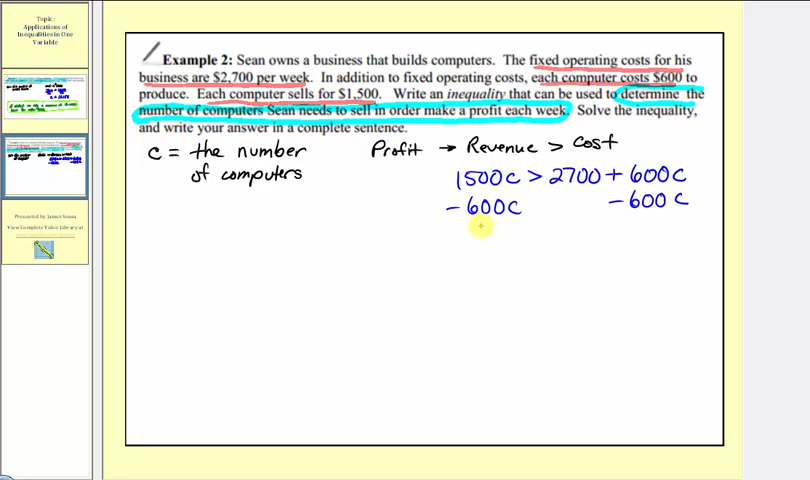 Topic:
Applications of
Inequalities in One
Variable
Presented by James Sousa
View Complete Video Library at
Example 2: Sean owns a business that builds computers. The fixed operating costs for his
business are $2,700 per week. In addition to fixed operating costs, each computer costs $600 to
produce. Each computer sells for $1,500. Write an inequality that can be used to determine the
number of computers Sean needs to sell in order make a profit each week. Solve the inequality,
and write your answer in a complete sentence.
c = the number
of computers
Profit → Revenue > Cost
1500c > 2700 + 600c
- 600c - 600c